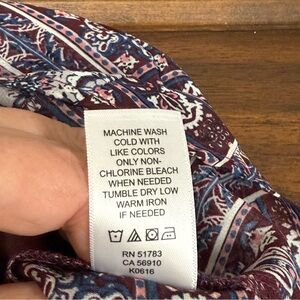 MACHINE WASH
COLD WITH
LIKE COLORS
ONLY NON-
CHLORINE BLEACH
WHEN NEEDED
TUMBLE DRY LOW
WARM IRON
IF NEEDED
RN 51783
CA 56910
K0616